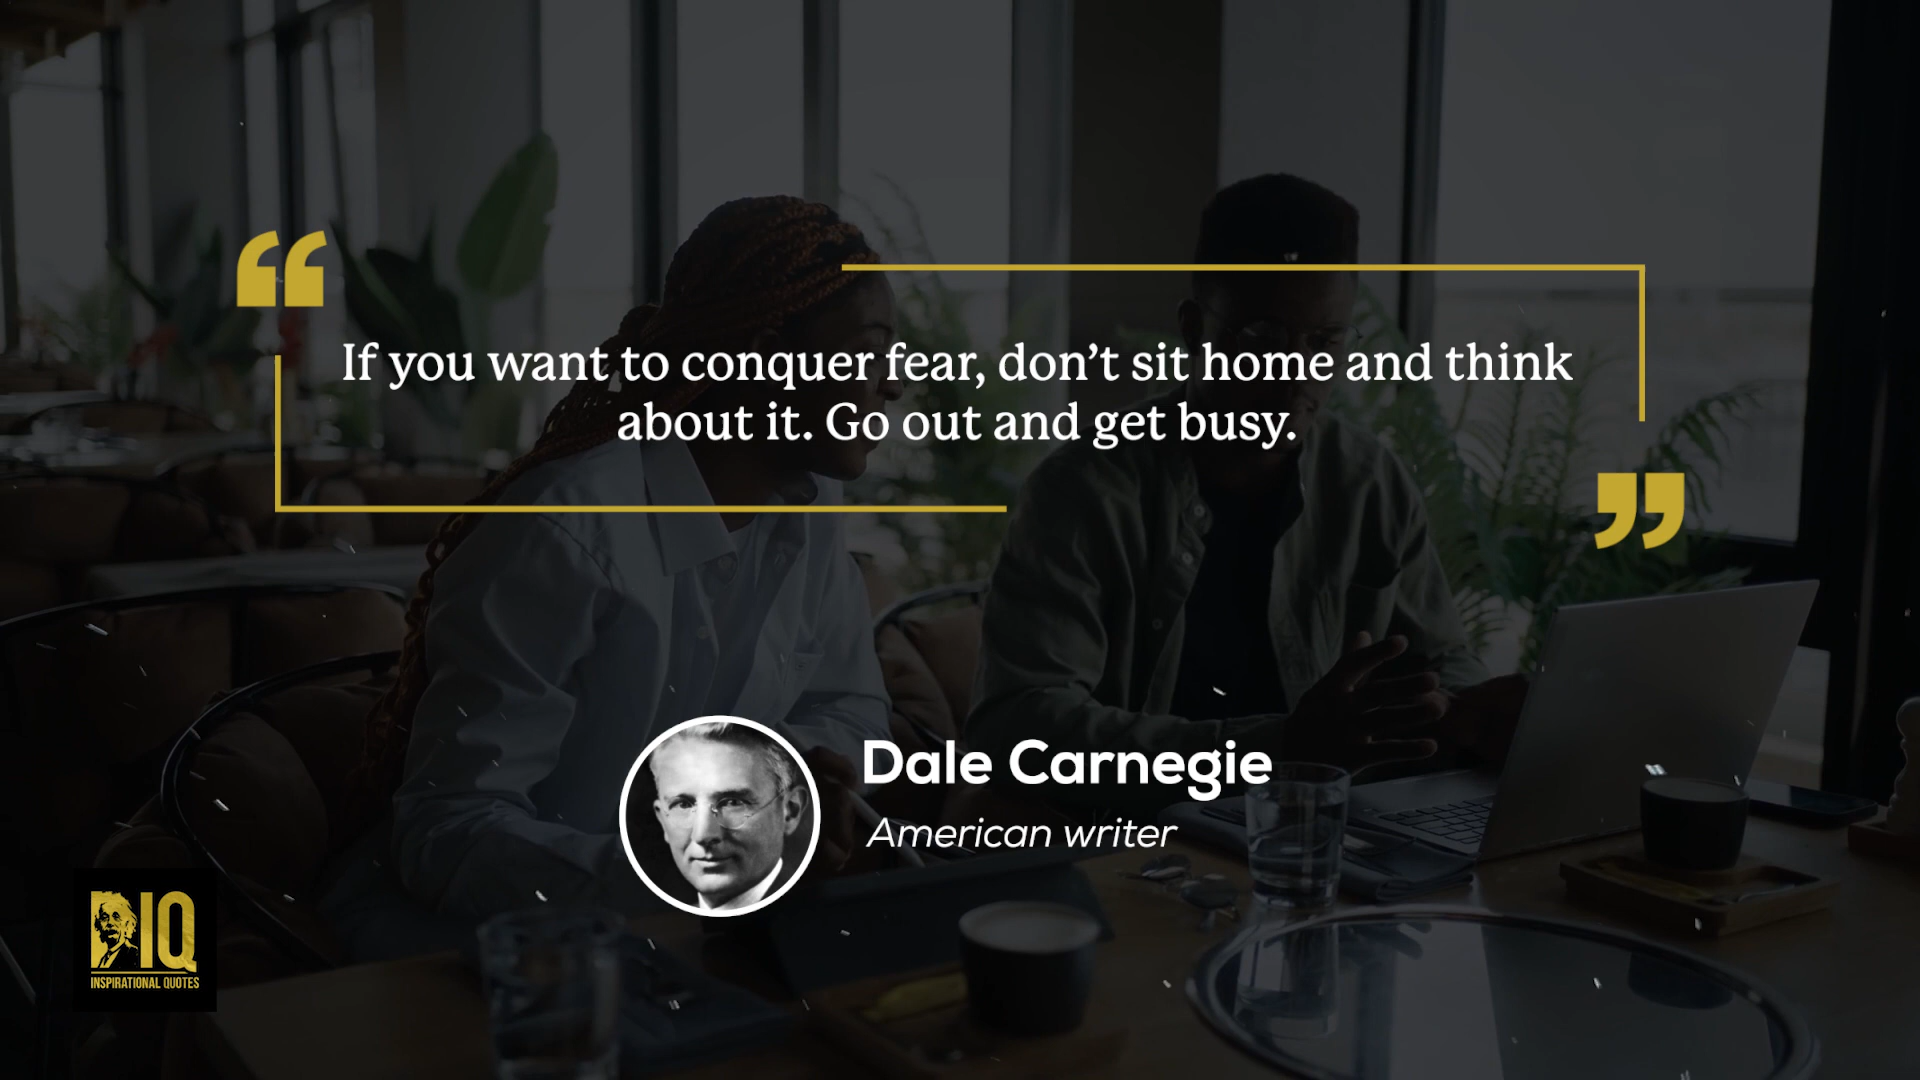 “
If you want to conquer fear, don’t sit home and think
about it. Go out and get busy.
”
Dale Carnegie
American writer
IQ
INSPIRATIONAL QUOTES